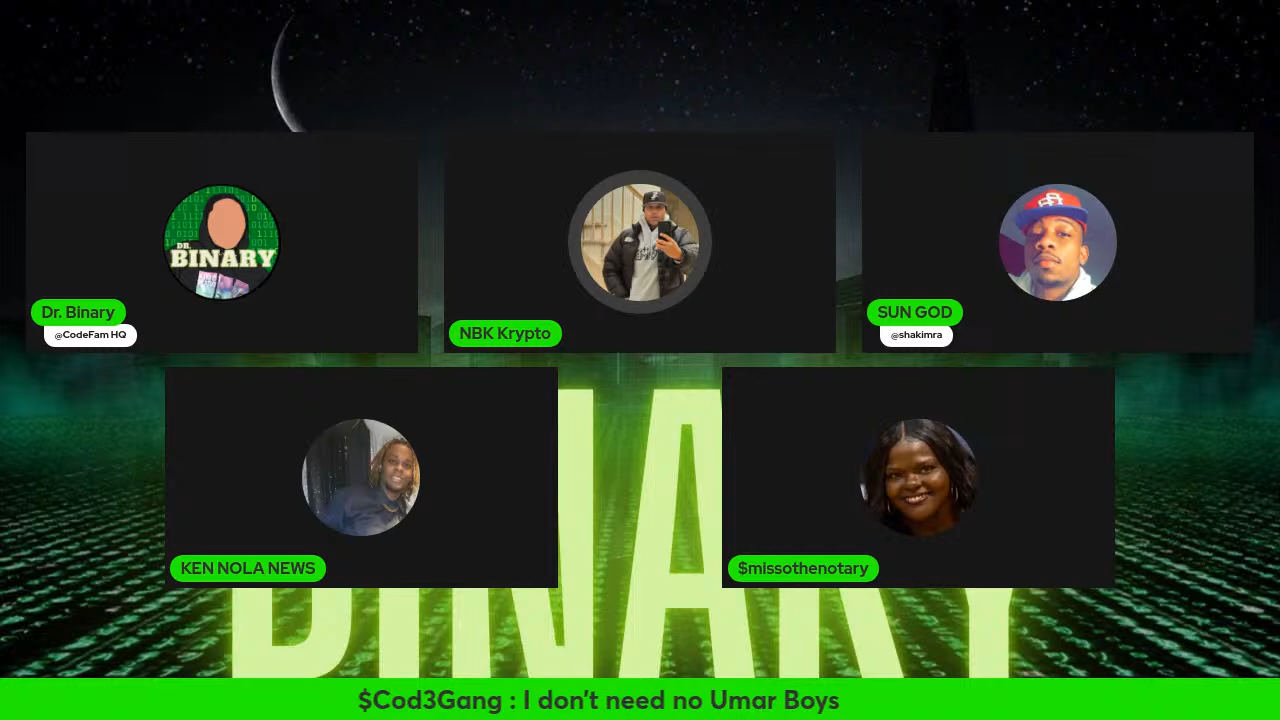 DR.
BINARY
Dr. Binary
@CodeFam HQ
NBK Krypto
SUN GOD
@shakimra
KEN NOLA NEWS
$missothenotary
BINARY
$Cod3Gang : I don't need no Umar Boys